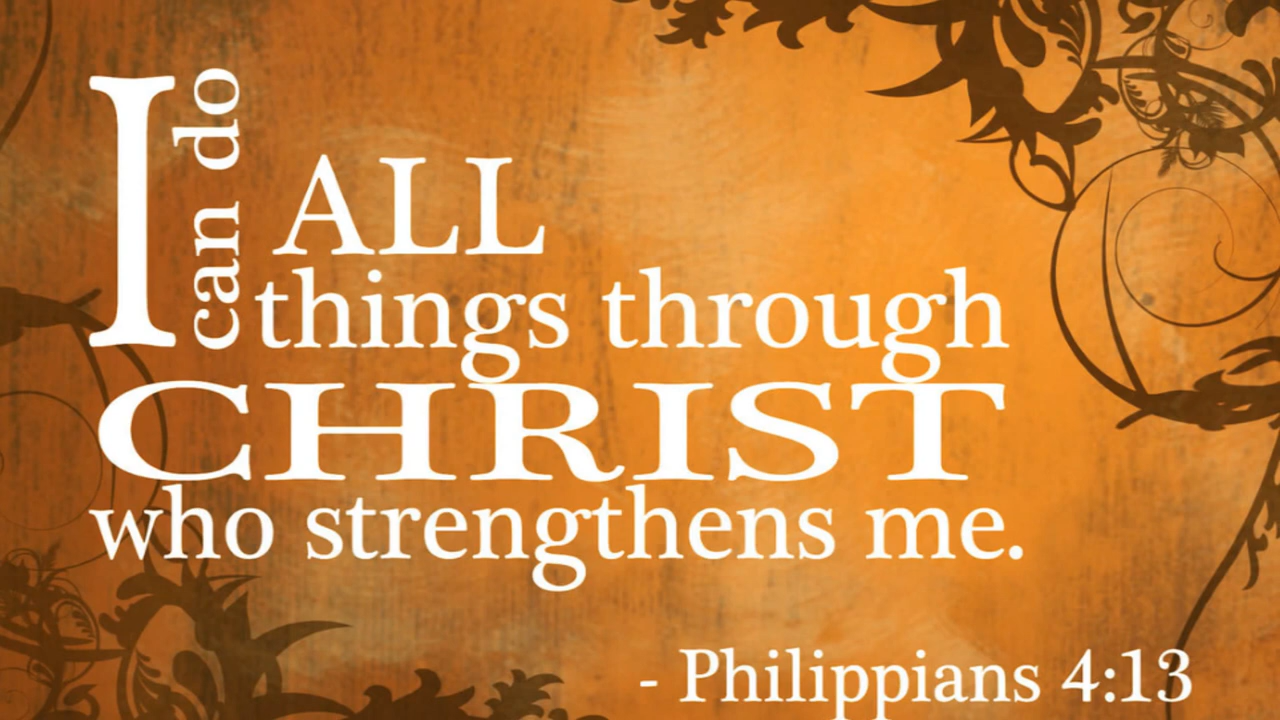 I can do ALL
things through
CHRIST
who strengthens me.
- Philippians 4:13